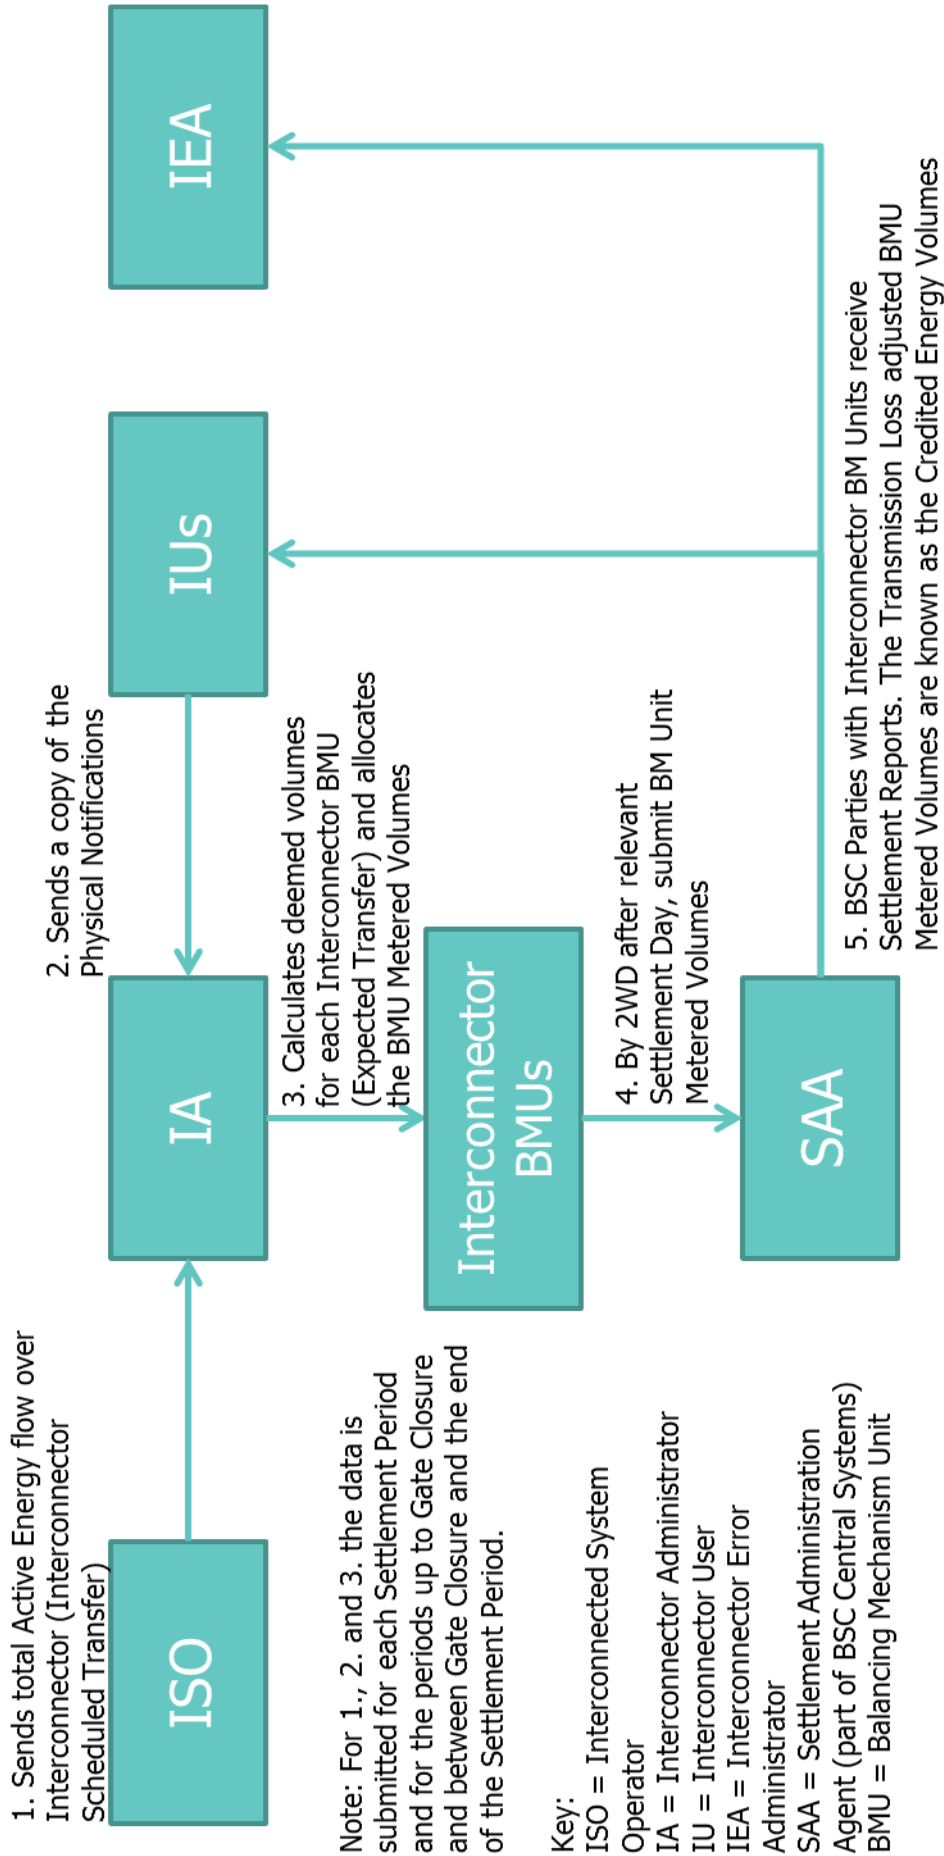 1. Sends total Active Energy flow over
Interconnector (Interconnector
Scheduled Transfer)
2. Sends a copy of the
Physical Notifications
ISO
IA
IUs
IEA
3. Calculates deemed volumes
for each Interconnector BMU
(Expected Transfer) and allocates
the BMU Metered Volumes
Note: For 1., 2. and 3. the data is
submitted for each Settlement Period
and for the periods up to Gate Closure
and between Gate Closure and the end
of the Settlement Period.
Interconnector
BMUs
4. By 2WD after relevant
Settlement Day, submit BM Unit
Metered Volumes
Key:
ISO = Interconnected System
Operator
IA = Interconnector Administrator
IU = Interconnector User
IEA = Interconnector Error
Administrator
SAA = Settlement Administration
Agent (part of BSC Central Systems)
BMU = Balancing Mechanism Unit
SAA
5. BSC Parties with Interconnector BM Units receive
Settlement Reports. The Transmission Loss adjusted BMU
Metered Volumes are known as the Credited Energy Volumes